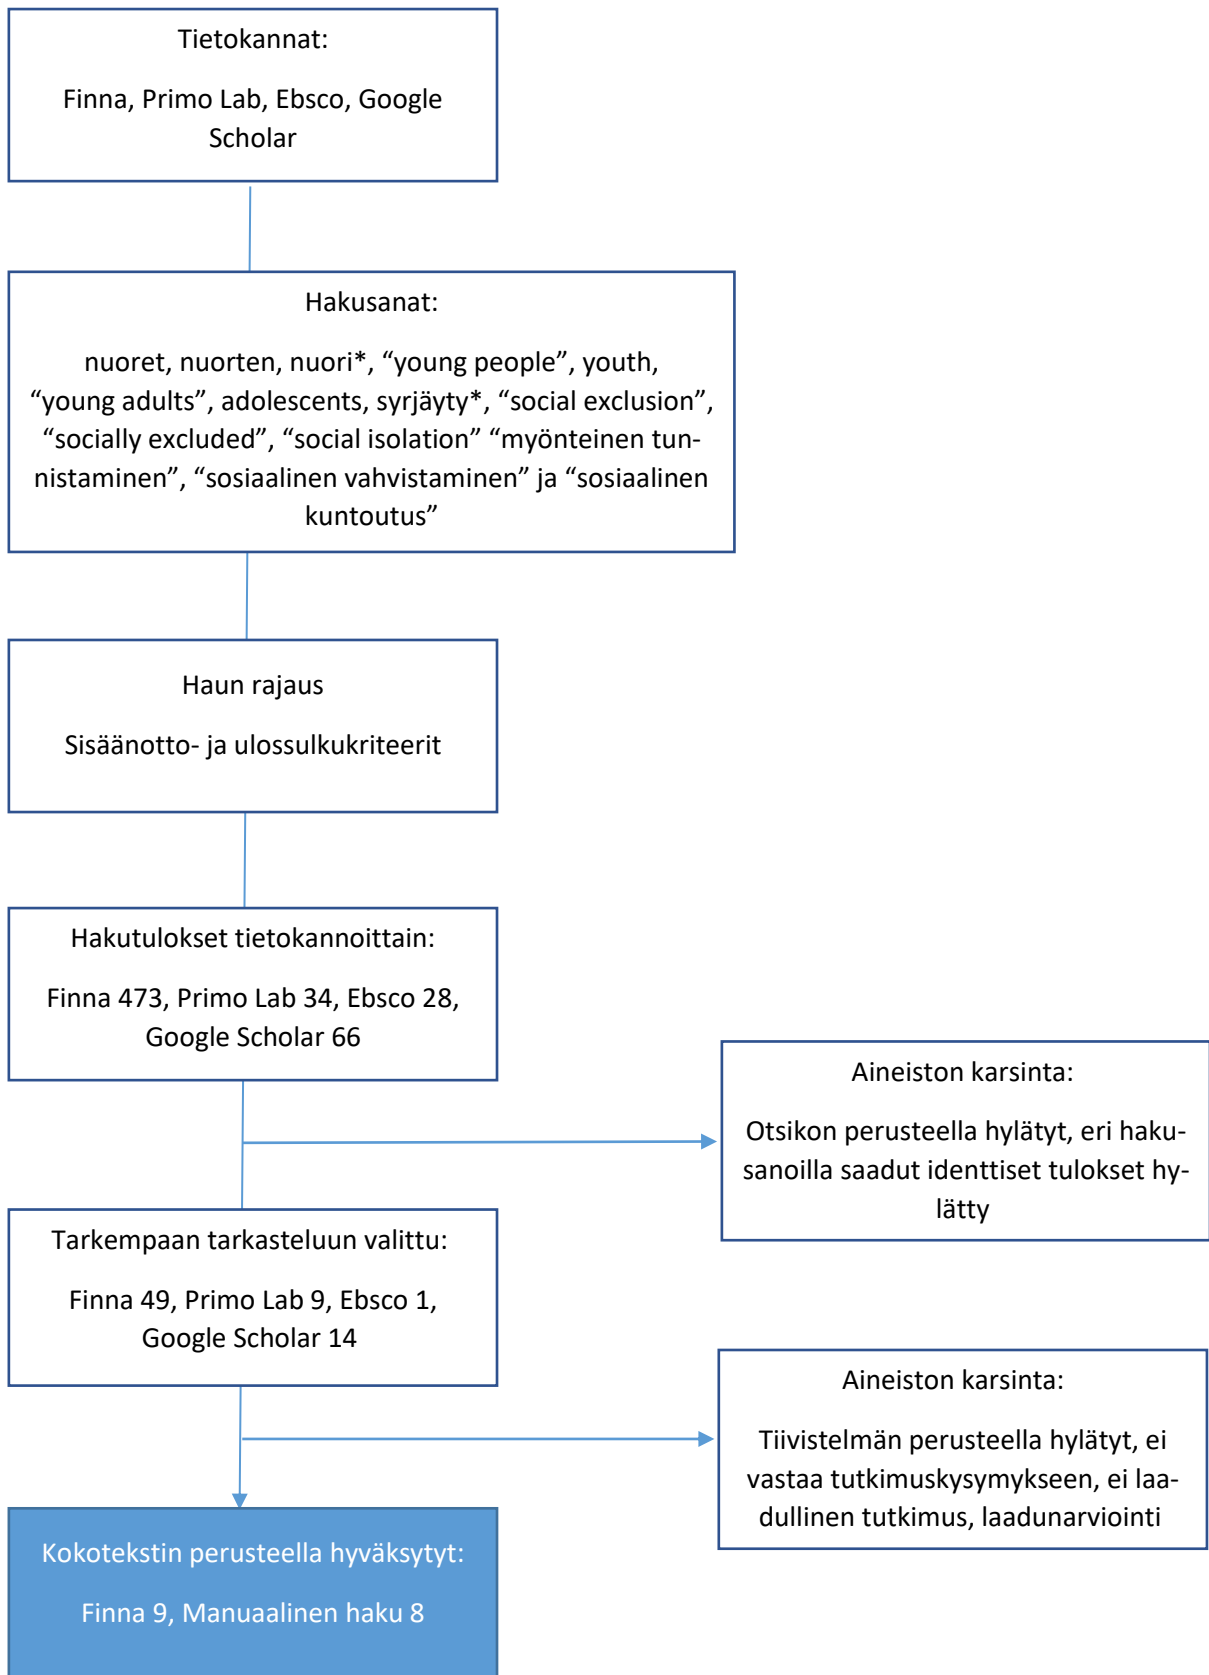 Tietokannat:
Finna, Primo Lab, Ebsco, Google
Scholar
Hakusanat:
nuoret, nuorten, nuori*, “young people”, youth,
“young adults”, adolescents, syrjäyty*, “social exclusion”,
“socially excluded”, “social isolation” “myönteinen tun-
nistaminen”, “sosiaalinen vahvistaminen” ja “sosiaalinen
kuntoutus”
Haun rajaus
Sisäänotto- ja ulossulkukriteerit
Hakutulokset tietokannoittain:
Finna 473, Primo Lab 34, Ebsco 28,
Google Scholar 66
Aineiston karsinta:
Otsikon perusteella hylätyt, eri haku-
sanoilla saadut identtiset tulokset hy-
lätty
Tarkempaan tarkasteluun valittu:
Finna 49, Primo Lab 9, Ebsco 1,
Google Scholar 14
Aineiston karsinta:
Tiivistelmän perusteella hylätyt, ei
vastaa tutkimuskysymykseen, ei laa-
dullinen tutkimus, laadunarviointi
Kokotekstin perusteella hyväksytyt:
Finna 9, Manuaalinen haku 8